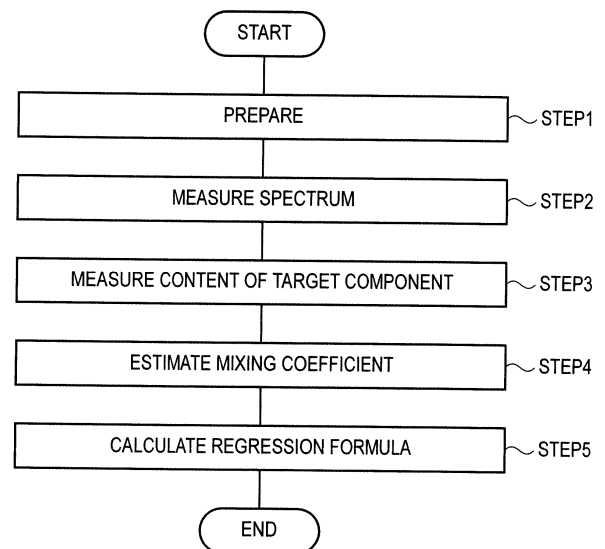 START
PREPARE
STEP1
MEASURE SPECTRUM
STEP2
MEASURE CONTENT OF TARGET COMPONENT
STEP3
ESTIMATE MIXING COEFFICIENT
STEP4
CALCULATE REGRESSION FORMULA
STEP5
END